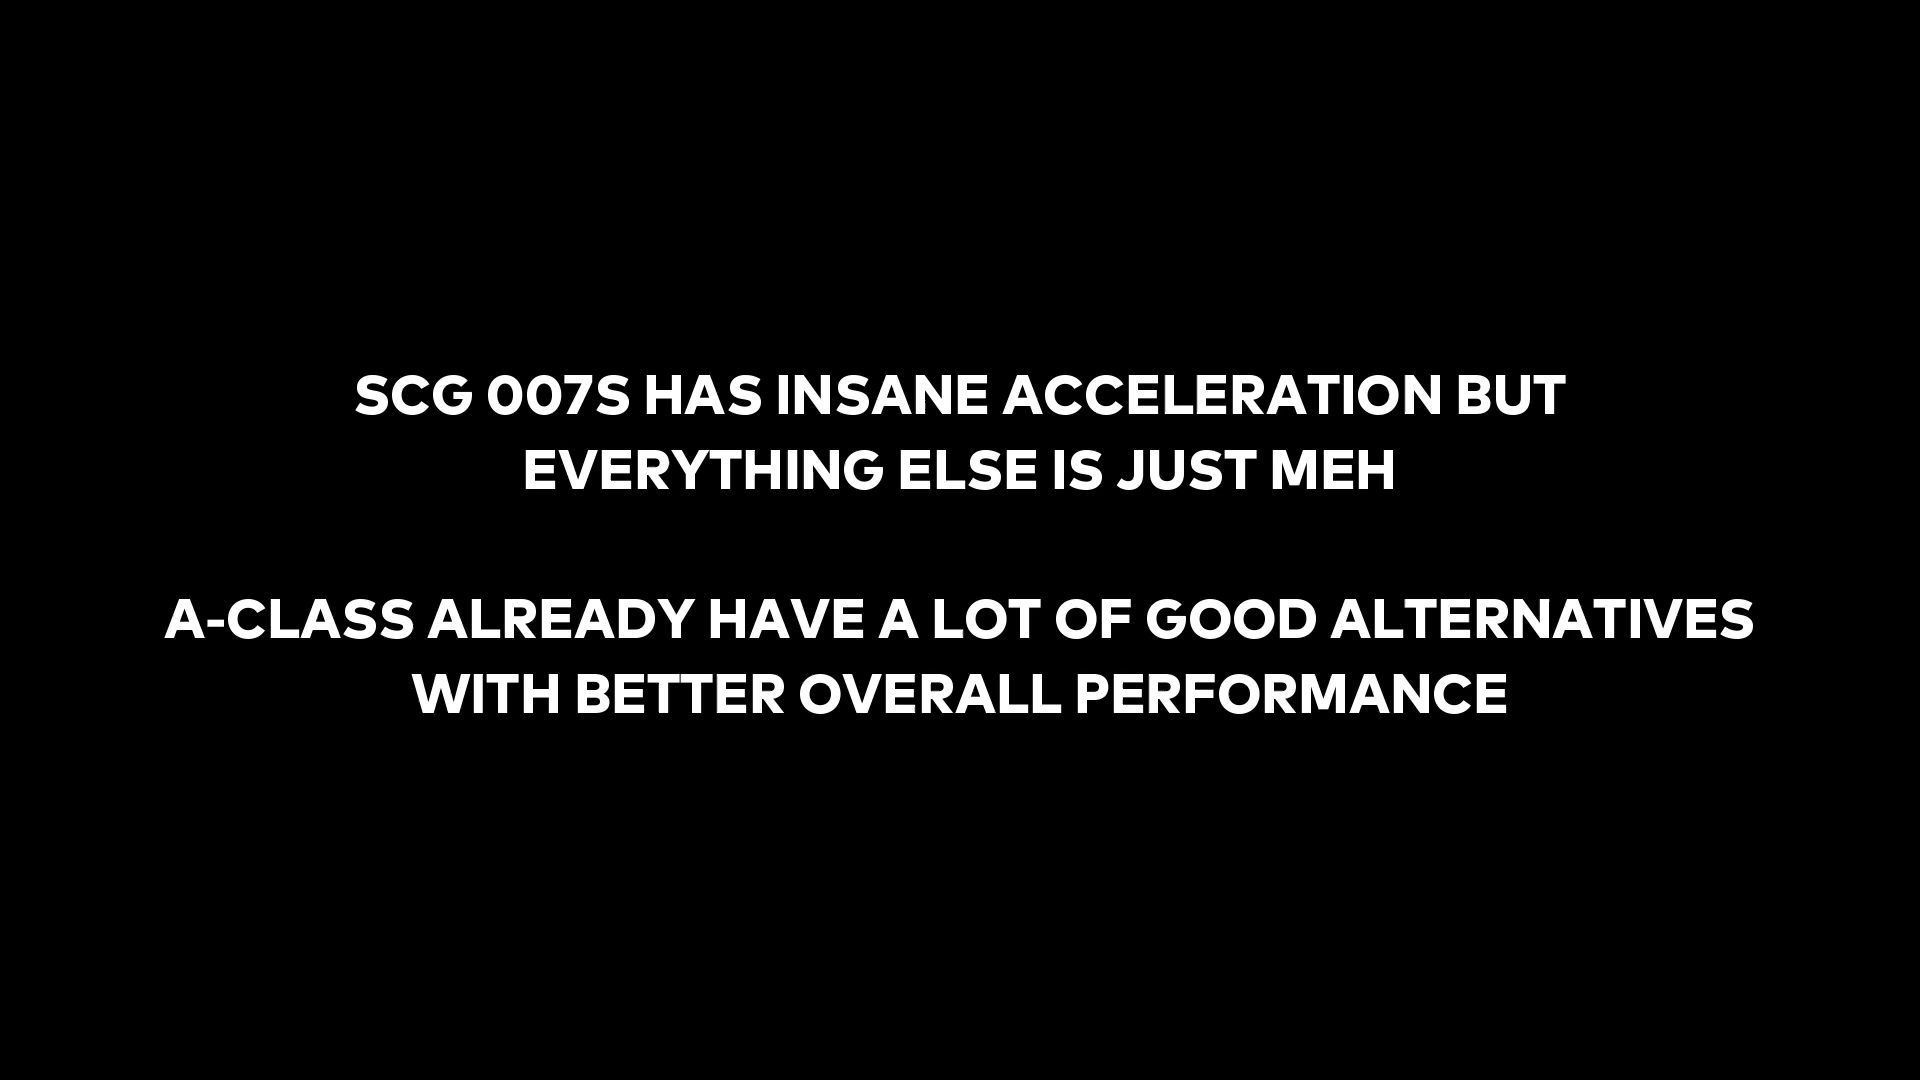 SCG 007S HAS INSANE ACCELERATION BUT
EVERYTHING ELSE IS JUST MEH
A-CLASS ALREADY HAVE A LOT OF GOOD ALTERNATIVES
WITH BETTER OVERALL PERFORMANCE